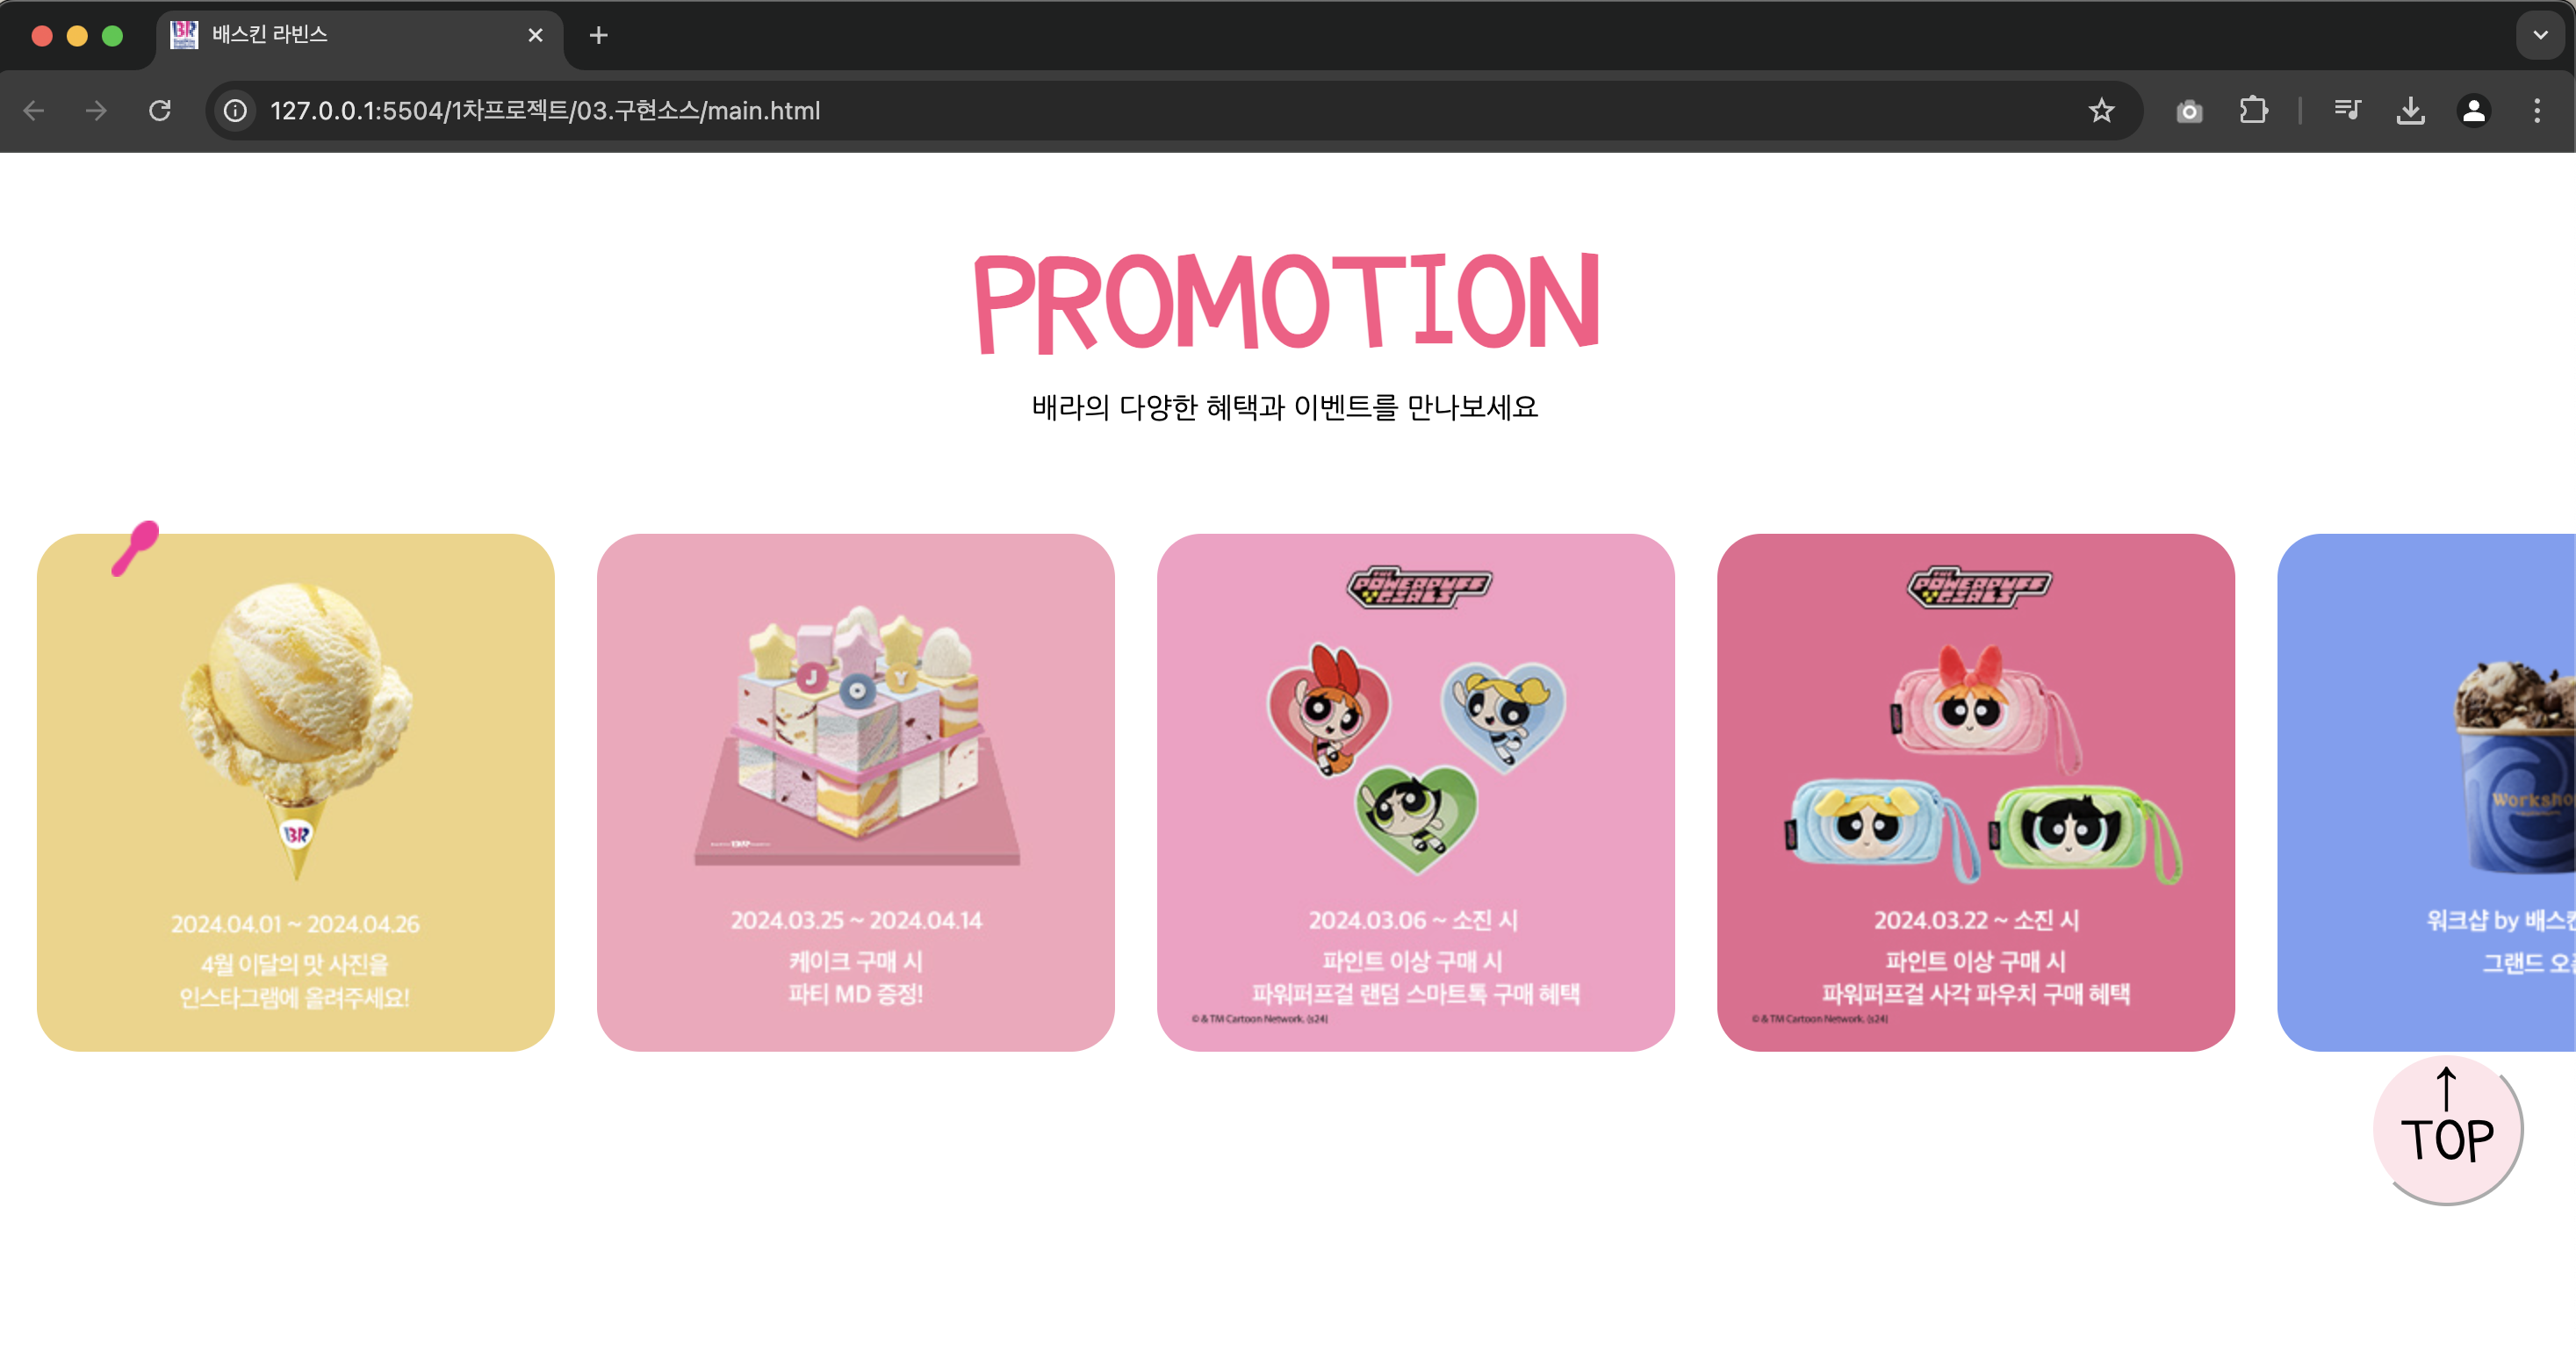 배스킨 라빈스
127.0.0.1:5504/1차프로젝트/03.구현소스/main.html
PROMOTION
배라의 다양한 혜택과 이벤트를 만나보세요
BR
2024.04.01 ~ 2024.04.26
4월 이달의 맛 사진을
인스타그램에 올려주세요!
J O Y
2024.03.25 ~ 2024.04.14
케이크 구매 시
파티 MD 증정!
THE
POWERPUFF
GIRLS
2024.03.06 ~ 소진 시
파인트 이상 구매 시
파워퍼프걸 랜덤 스마트톡 구매 혜택
© & TM Cartoon Network. (s24)
THE
POWERPUFF
GIRLS
2024.03.22 ~ 소진 시
파인트 이상 구매 시
파워퍼프걸 사각 파우치 구매 혜택
© & TM Cartoon Network. (s24)
Worksho
워크샵 by 배스킨
그랜드 오
↑
TOP